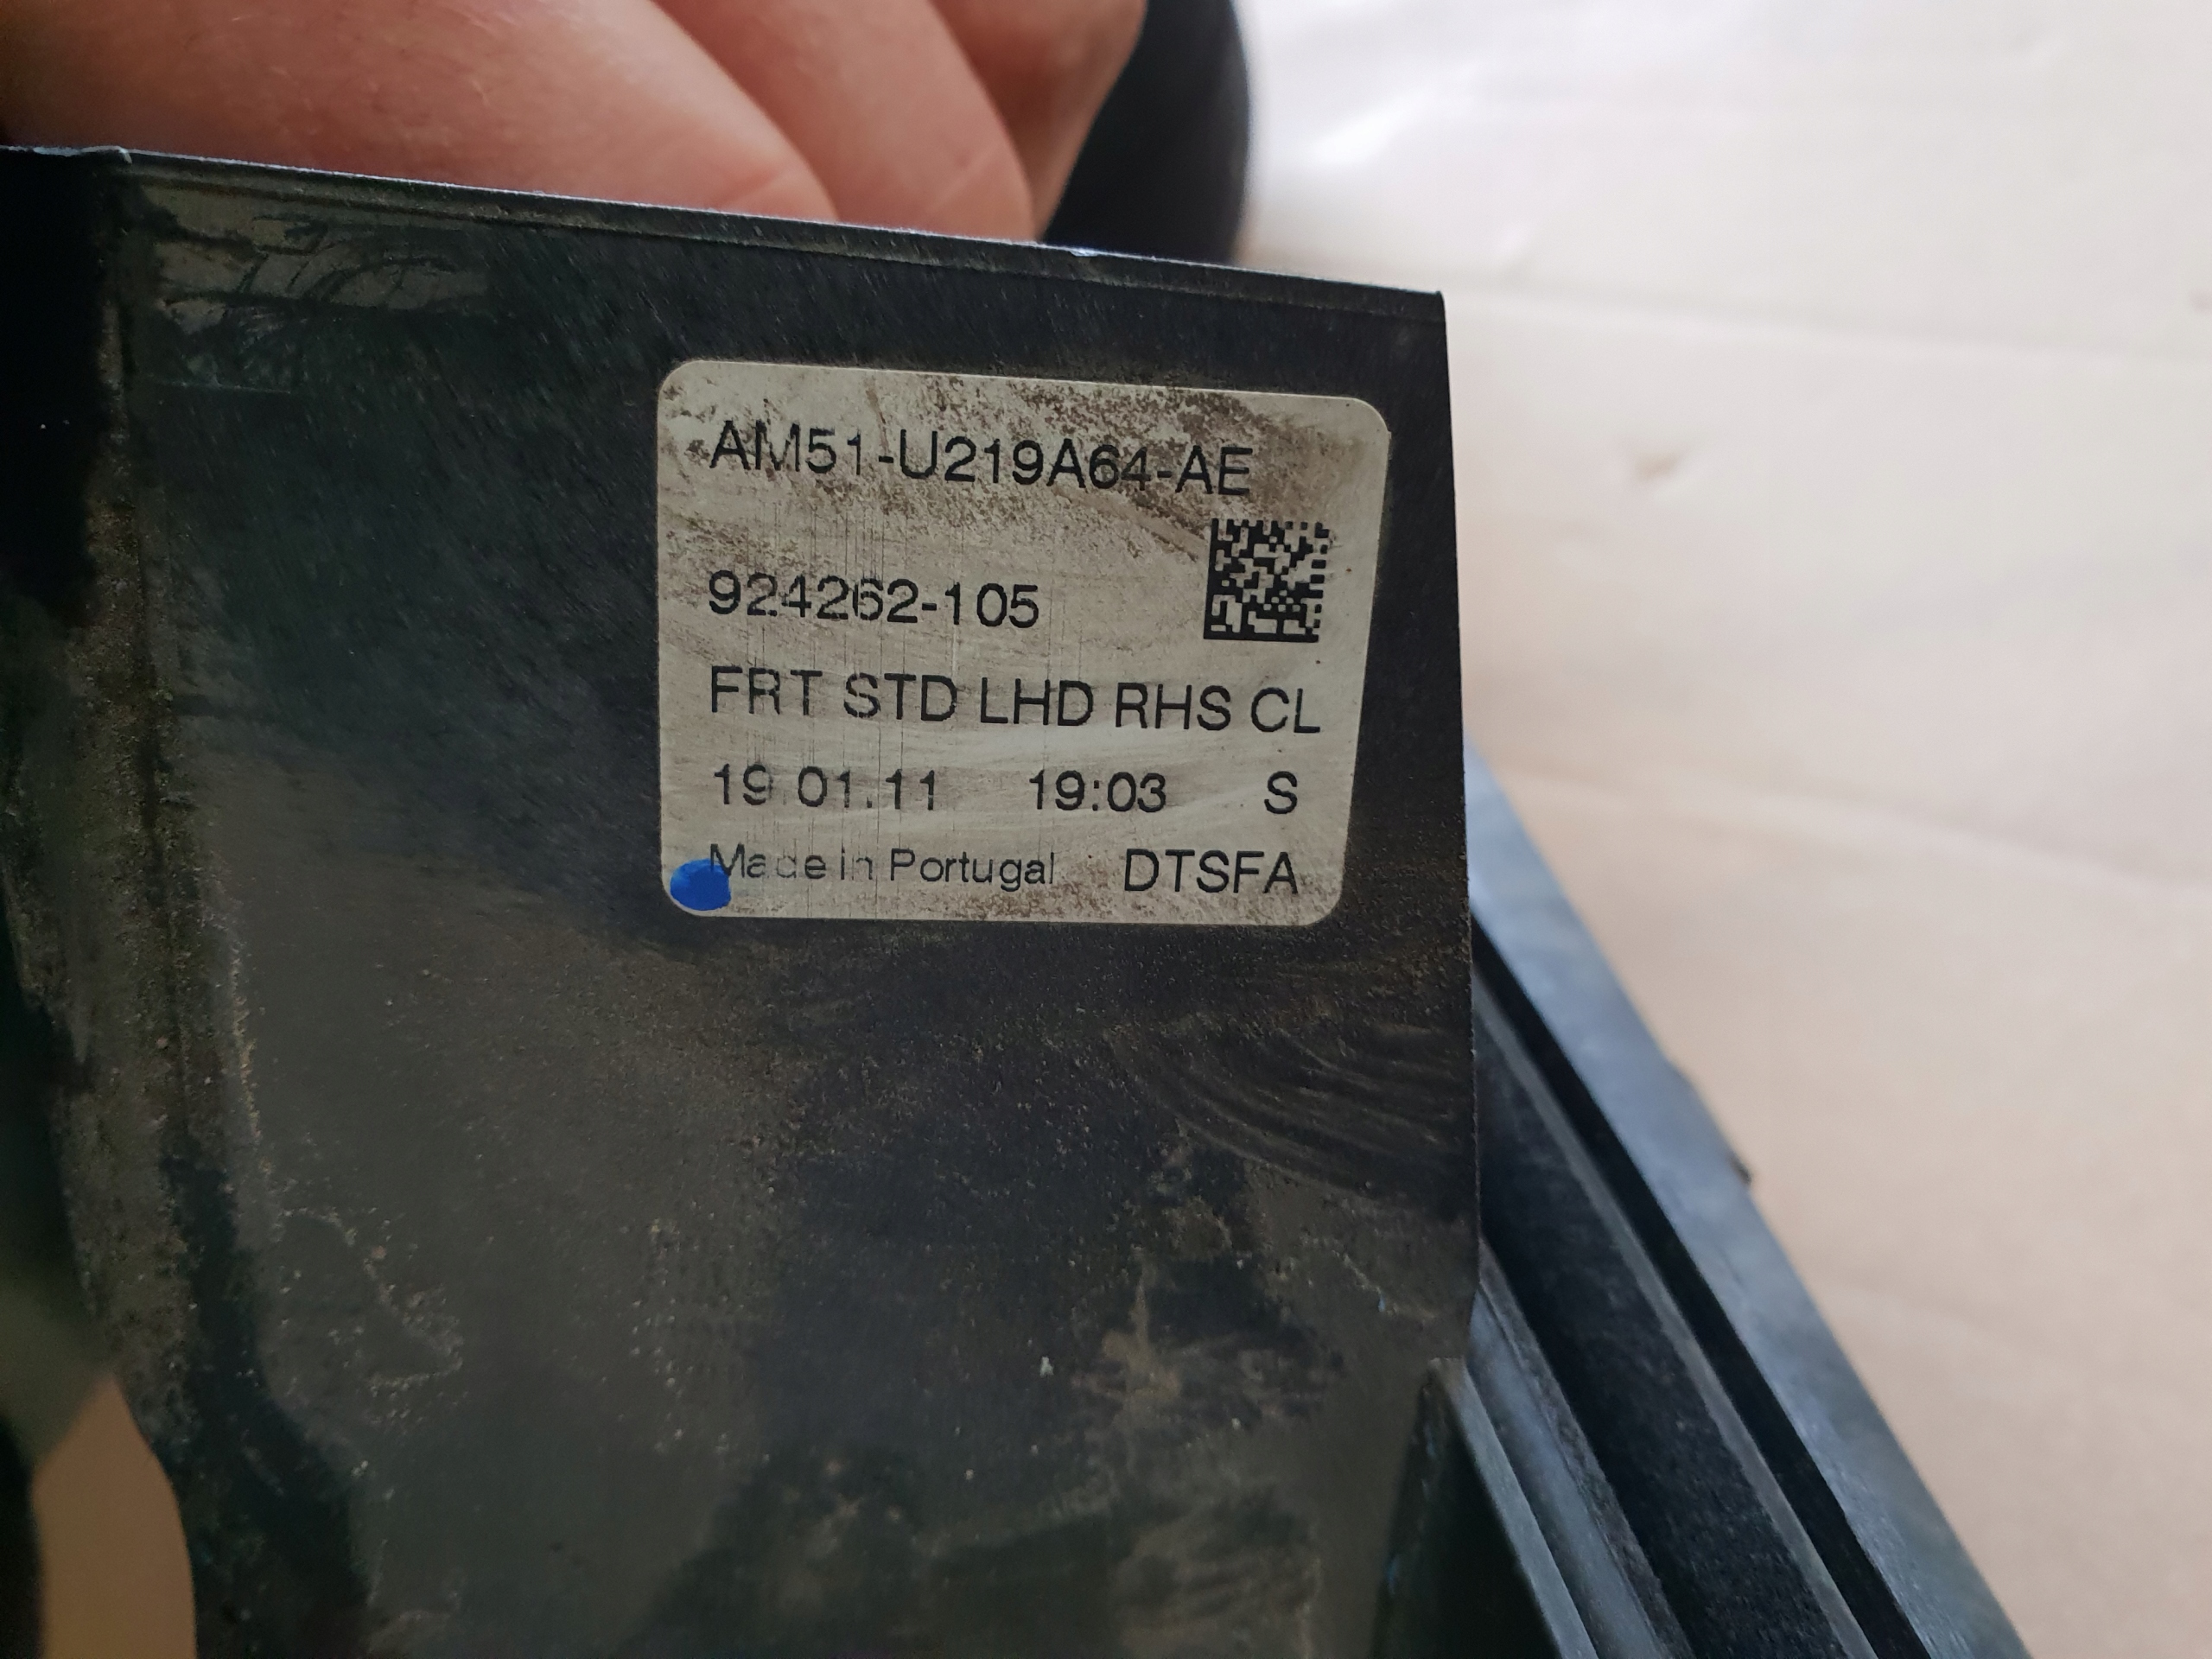 AM51-U219A64-AE
924262-105
FRT STD LHD RHS CL
19.01.11 19:03 S
Made in Portugal DTSFA